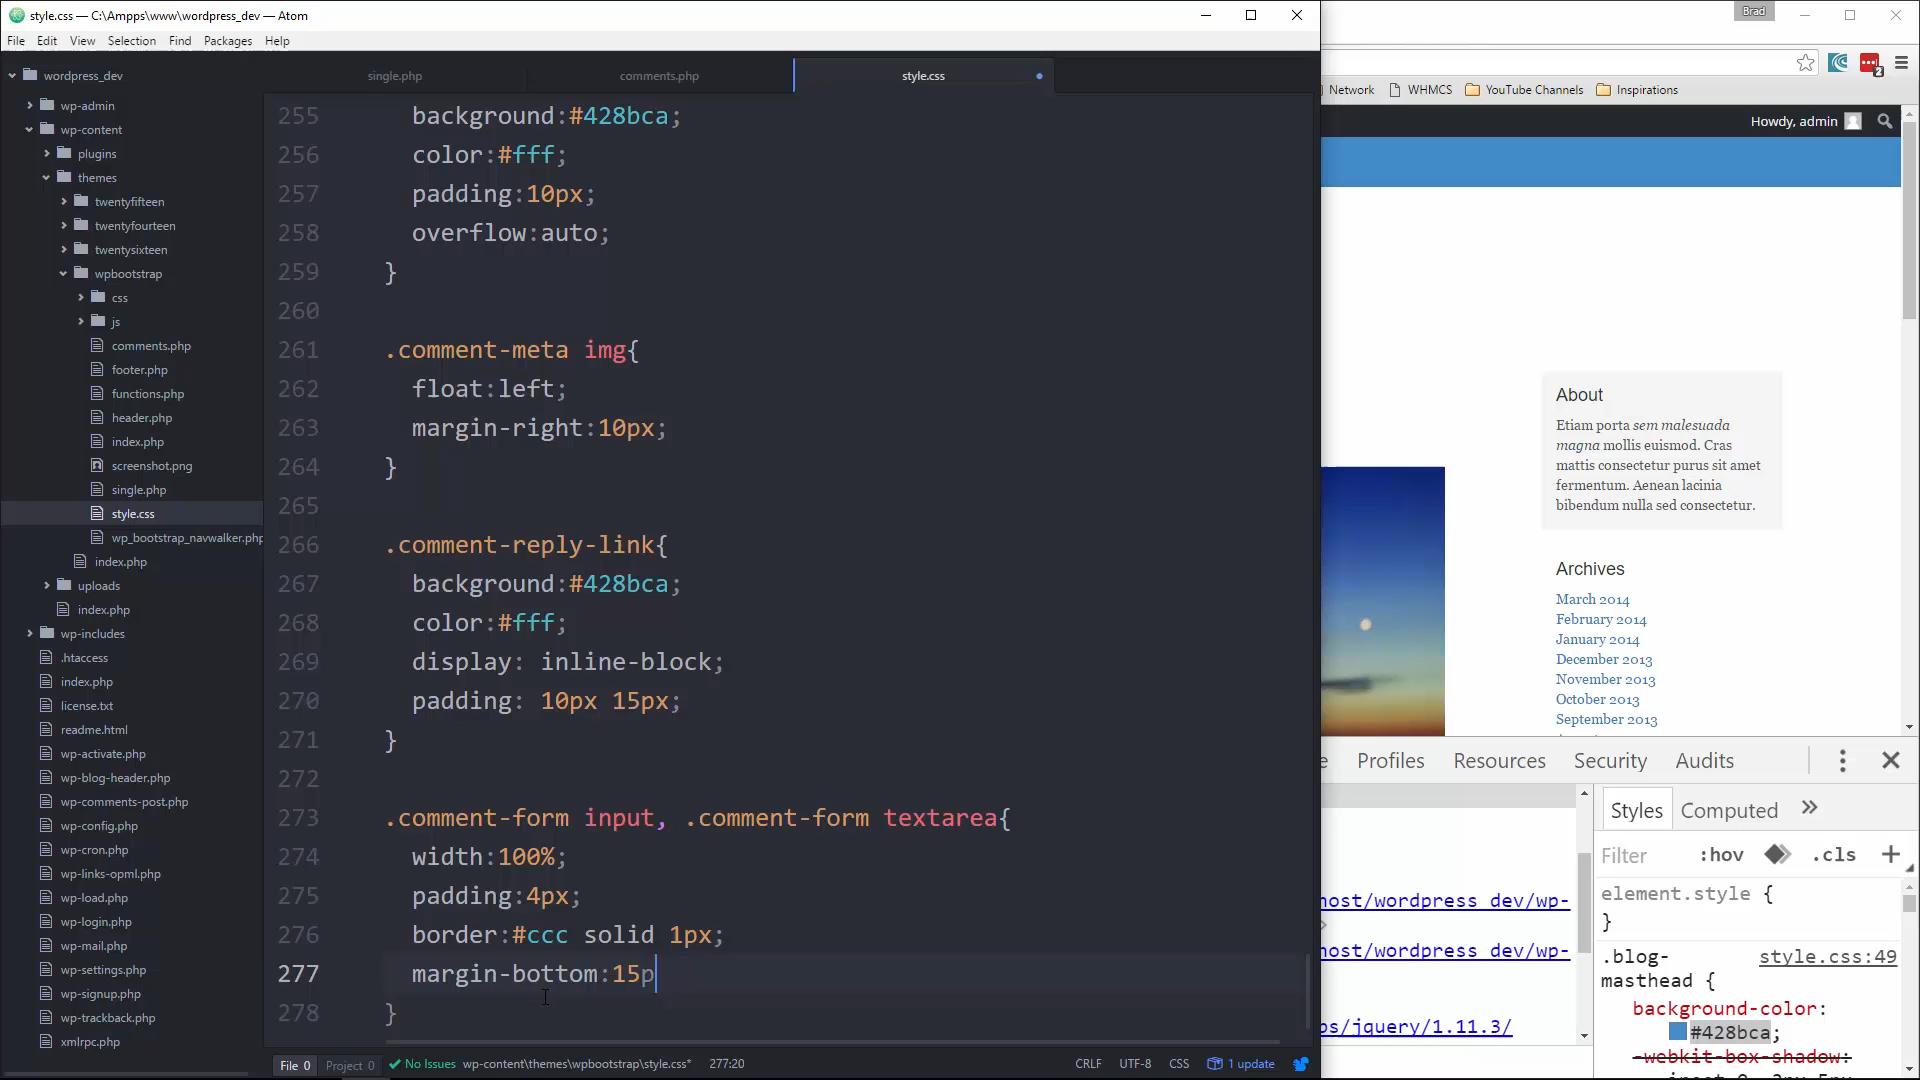 style.css — C:\Ampps\www\wordpress_dev — Atom
Brad
File Edit View Selection Find Packages Help
wordpress_dev
wp-admin
wp-content
plugins
themes
twentyfifteen
twentyfourteen
twentysixteen
wpbootstrap
css
js
comments.php
footer.php
functions.php
header.php
index.php
screenshot.png
single.php
style.css
wp_bootstrap_navwalker.php
index.php
uploads
index.php
wp-includes
.htaccess
index.php
license.txt
readme.html
wp-activate.php
wp-blog-header.php
wp-comments-post.php
wp-config.php
wp-cron.php
wp-links-opml.php
wp-load.php
wp-login.php
wp-mail.php
wp-settings.php
wp-signup.php
wp-trackback.php
xmlrpc.php
single.php comments.php style.css
255 background:#428bca;
256 color:#fff;
257 padding:10px;
258 overflow:auto;
259 }
260
261 .comment-meta img{
262 float:left;
263 margin-right:10px;
264 }
265
266 .comment-reply-link{
267 background:#428bca;
268 color:#fff;
269 display: inline-block;
270 padding: 10px 15px;
271 }
272
273 .comment-form input, .comment-form textarea{
274 width:100%;
275 padding:4px;
276 border:#ccc solid 1px;
277 margin-bottom:15p
278 }
File 0 Project 0 No Issues wp-content\themes\wpbootstrap\style.css* 277:20 CRLF UTF-8 CSS 1 update
2
Network WHMCS YouTube Channels Inspirations
Howdy, admin
About
Etiam porta sem malesuada
magna mollis euismod. Cras
mattis consectetur purus sit amet
fermentum. Aenean lacinia
bibendum nulla sed consectetur.
Archives
March 2014
February 2014
January 2014
December 2013
November 2013
October 2013
September 2013
e Profiles Resources Security Audits
Styles Computed »
Filter :hov .cls +
element.style {
}
.blog-masthead { style.css:49
background-color:
#428bca;
-webkit-box-shadow:
nost/wordpress_dev/wp-
nost/wordpress_dev/wp-
os/jquery/1.11.3/